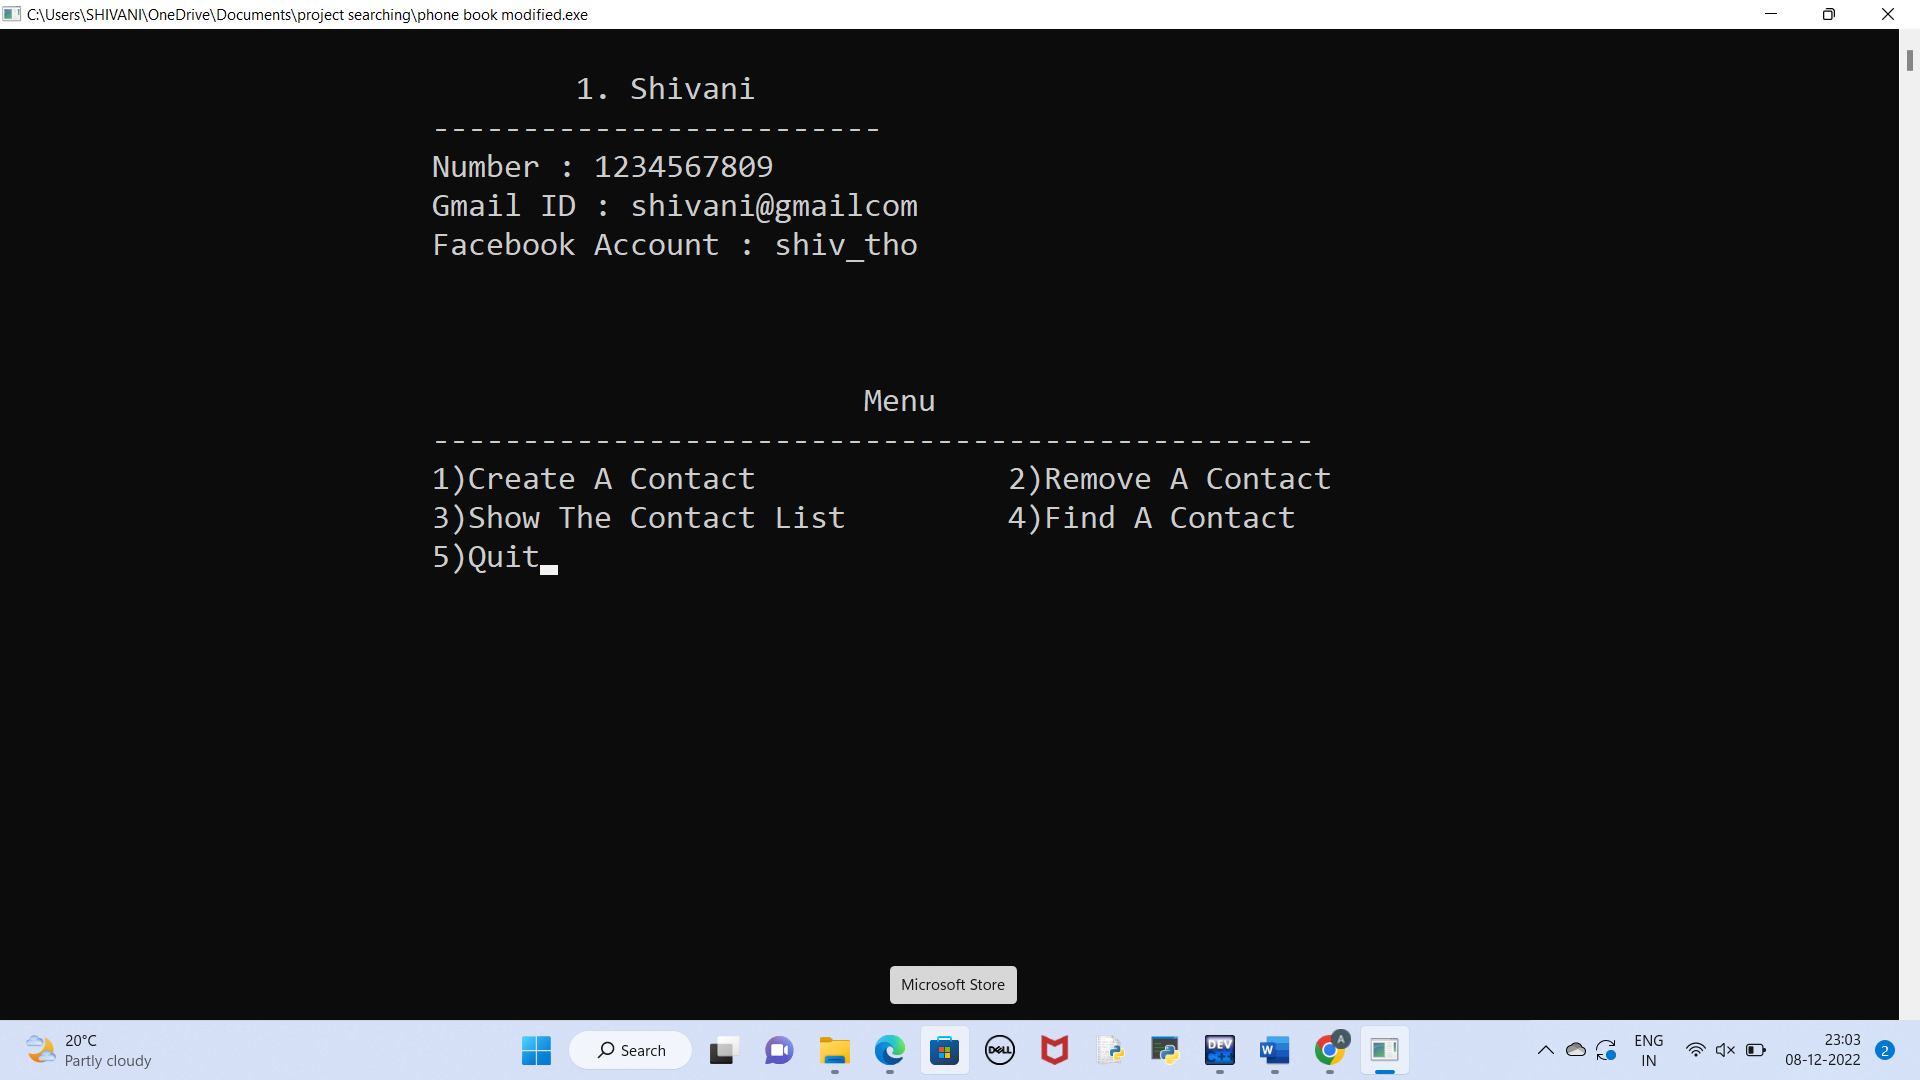 C:\Users\SHIVANI\OneDrive\Documents\project searching\phone book modified.exe
1. Shivani
-------------------------
Number : 1234567809
Gmail ID : shivani@gmailcom
Facebook Account : shiv_tho
Menu
-------------------------------------------------
1)Create A Contact 2)Remove A Contact
3)Show The Contact List 4)Find A Contact
5)Quit
Microsoft Store
20°C
Partly cloudy
Search
DELL
DEV
C++
W
A
ENG
IN
23:03
08-12-2022
2